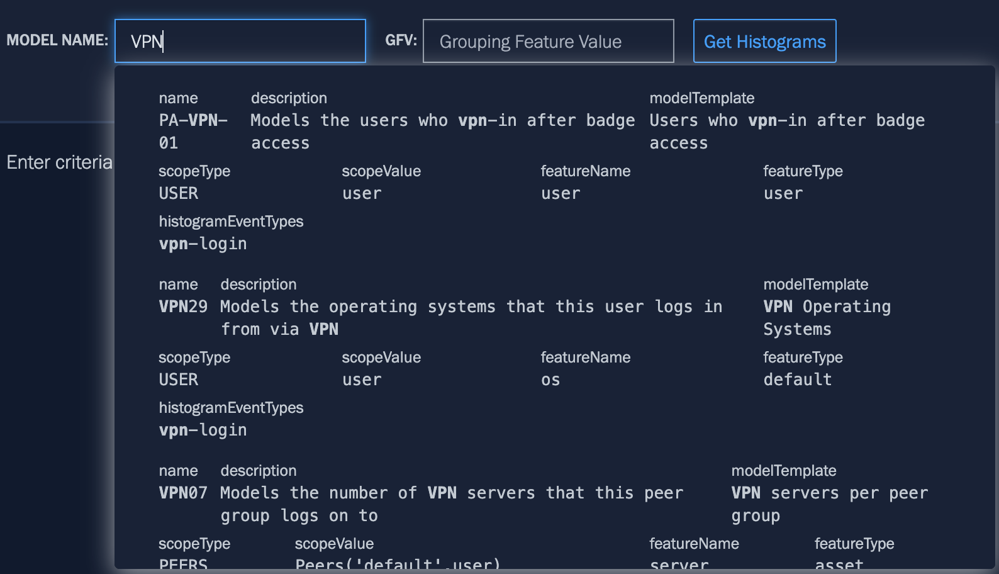 MODEL NAME: VPN GFV: Grouping Feature Value Get Histograms
Enter criteria
name description modelTemplate
PA-VPN- Models the users who vpn-in after badge Users who vpn-in after badge
01 access access
scopeType scopeValue featureName featureType
USER user user user
histogramEventTypes
vpn-login
name description modelTemplate
VPN29 Models the operating systems that this user logs in VPN Operating
from via VPN Systems
scopeType scopeValue featureName featureType
USER user os default
histogramEventTypes
vpn-login
name description modelTemplate
VPN07 Models the number of VPN servers that this peer VPN servers per peer
group logs on to group
scopeType scopeValue featureName featureType
PEERS Peers('default',user) server asset